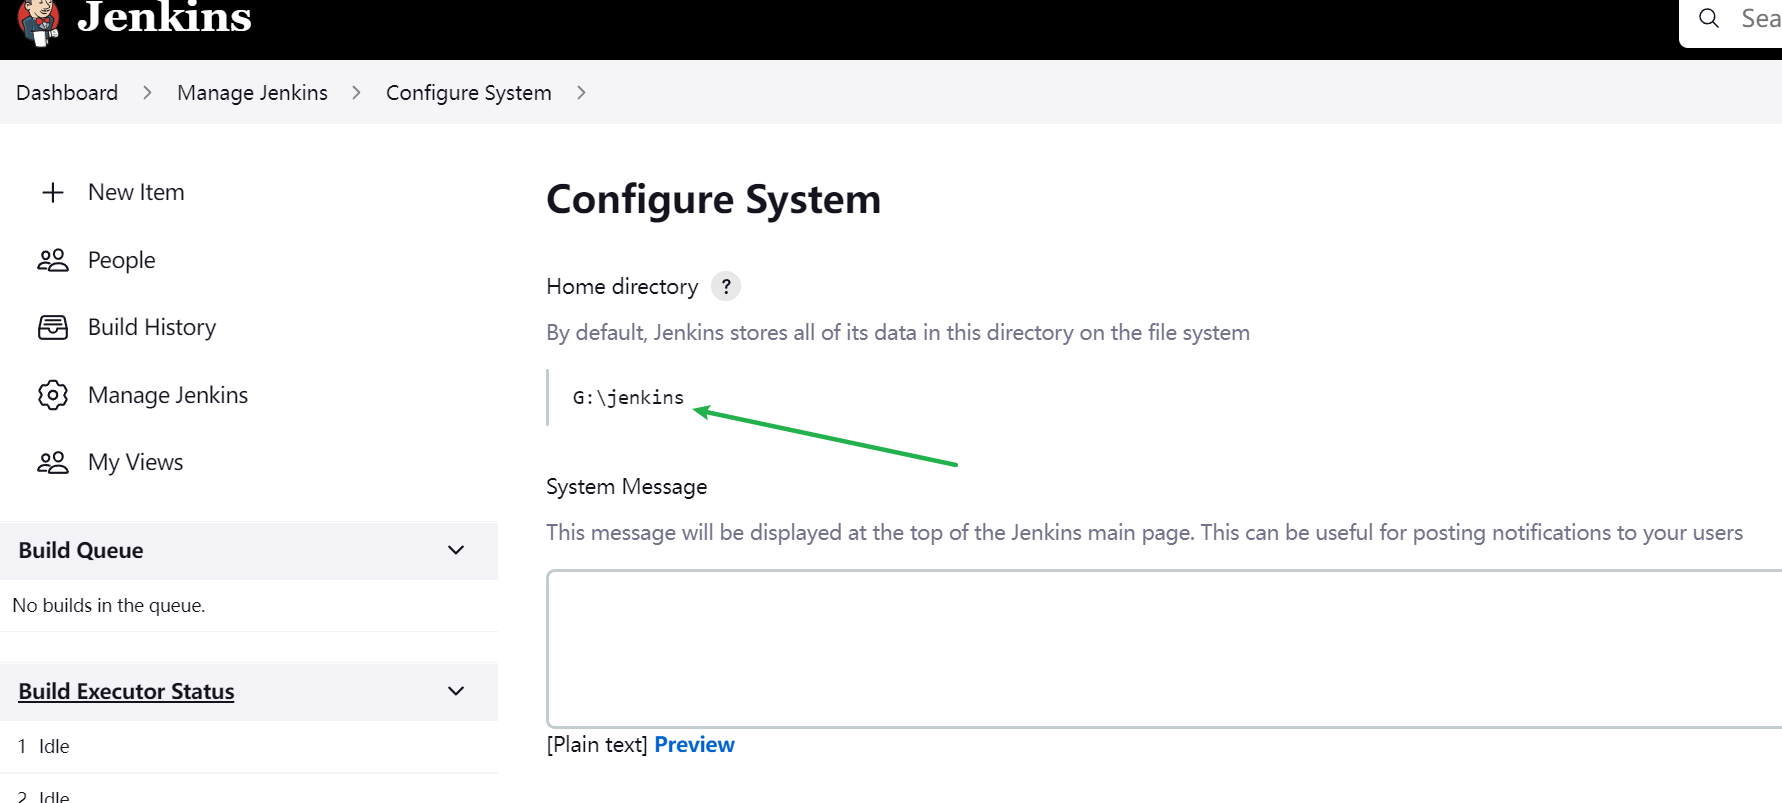 Jenkins
Sea
Dashboard > Manage Jenkins > Configure System >
New Item
People
Build History
Manage Jenkins
My Views
Build Queue
No builds in the queue.
Build Executor Status
1 Idle
2 Idle
Configure System
Home directory ?
By default, Jenkins stores all of its data in this directory on the file system
G:\jenkins
System Message
This message will be displayed at the top of the Jenkins main page. This can be useful for posting notifications to your users
[Plain text] Preview